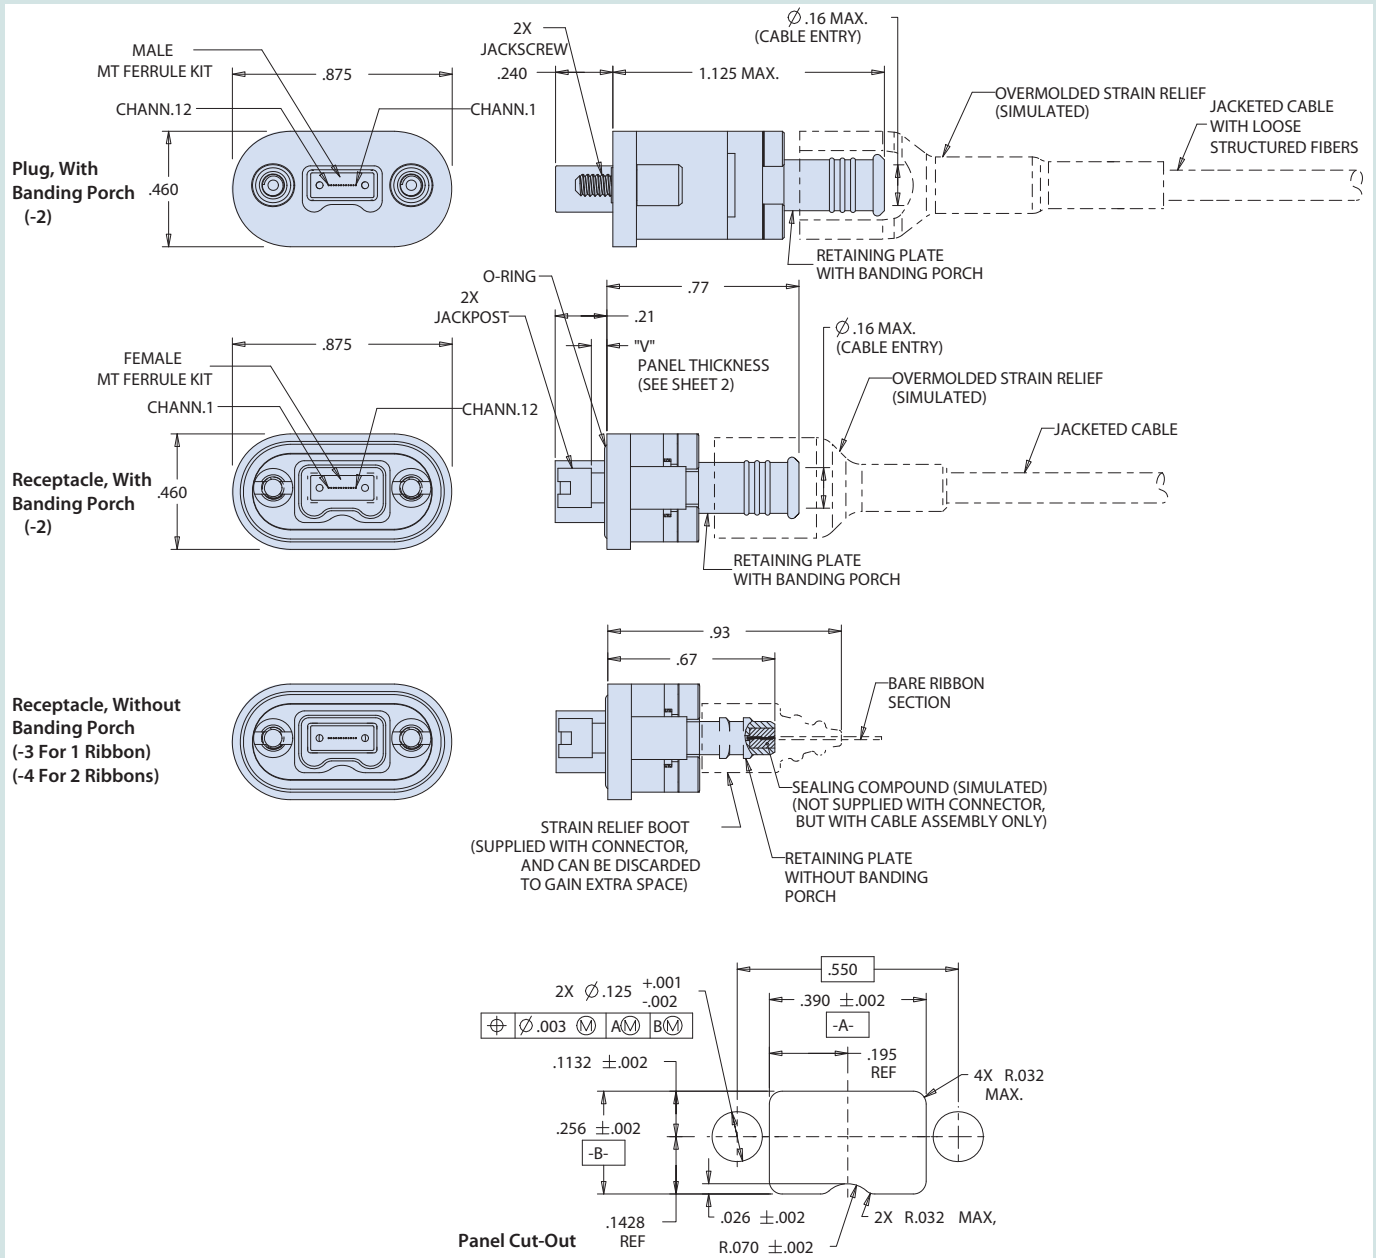 Plug, With
Banding Porch
(-2)
MALE
MT FERRULE KIT
CHANN.12
CHANN.1
.875
.460
2X
JACKSCREW
.240
1.125 MAX.
Ø .16 MAX.
(CABLE ENTRY)
OVERMOLDED STRAIN RELIEF
(SIMULATED)
JACKETED CABLE
WITH LOOSE
STRUCTURED FIBERS
RETAINING PLATE
WITH BANDING PORCH
Receptacle, With
Banding Porch
(-2)
FEMALE
MT FERRULE KIT
CHANN.1
CHANN.12
.875
.460
O-RING
2X
JACKPOST
.77
.21
"V"
PANEL THICKNESS
(SEE SHEET 2)
Ø .16 MAX.
(CABLE ENTRY)
OVERMOLDED STRAIN RELIEF
(SIMULATED)
JACKETED CABLE
RETAINING PLATE
WITH BANDING PORCH
Receptacle, Without
Banding Porch
(-3 For 1 Ribbon)
(-4 For 2 Ribbons)
.93
.67
BARE RIBBON
SECTION
SEALING COMPOUND (SIMULATED)
(NOT SUPPLIED WITH CONNECTOR,
BUT WITH CABLE ASSEMBLY ONLY)
STRAIN RELIEF BOOT
(SUPPLIED WITH CONNECTOR,
AND CAN BE DISCARDED
TO GAIN EXTRA SPACE)
RETAINING PLATE
WITHOUT BANDING
PORCH
.550
2X Ø .125 +.001
-.002
⌖ Ø .003 Ⓜ AⓂ BⓂ
.390 ±.002
-A-
.195
REF
4X R.032
MAX.
.1132 ±.002
.256 ±.002
-B-
.1428
REF
.026 ±.002
2X R.032 MAX,
R.070 ±.002
Panel Cut-Out